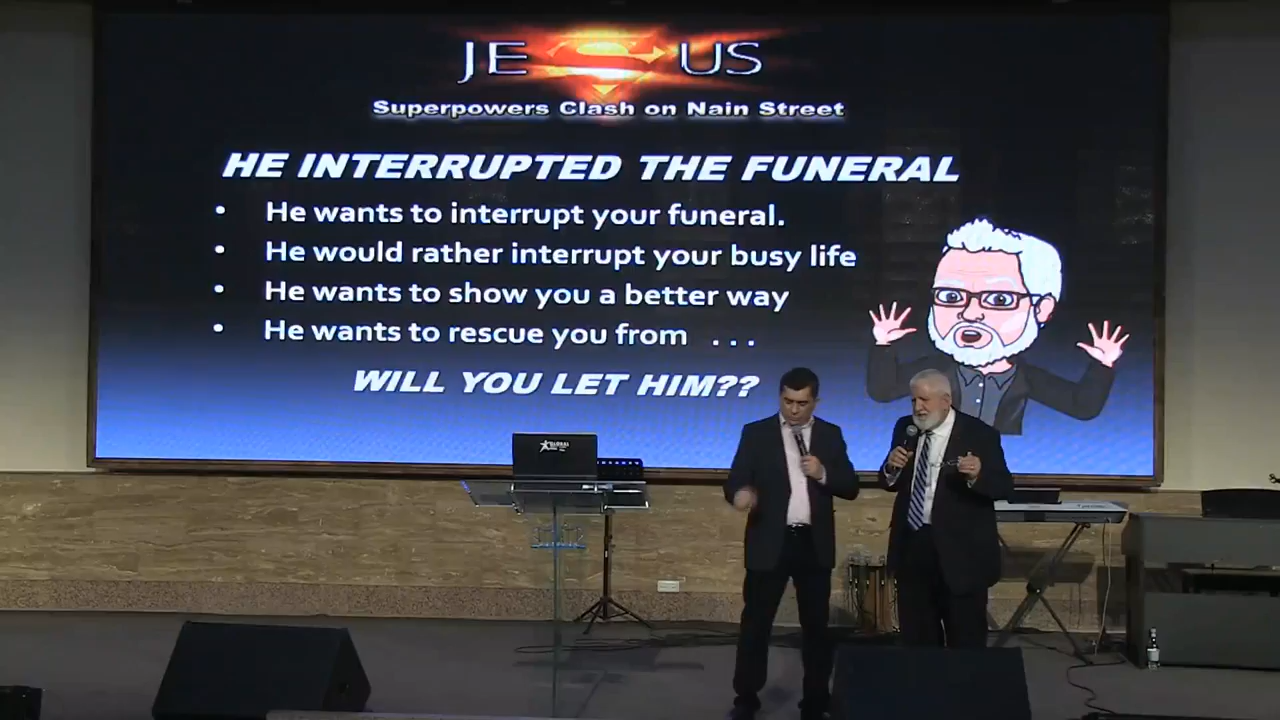 JESUS
Superpowers Clash on Nain Street
HE INTERRUPTED THE FUNERAL
• He wants to interrupt your funeral.
• He would rather interrupt your busy life
• He wants to show you a better way
• He wants to rescue you from ...
WILL YOU LET HIM??
GLOBAL